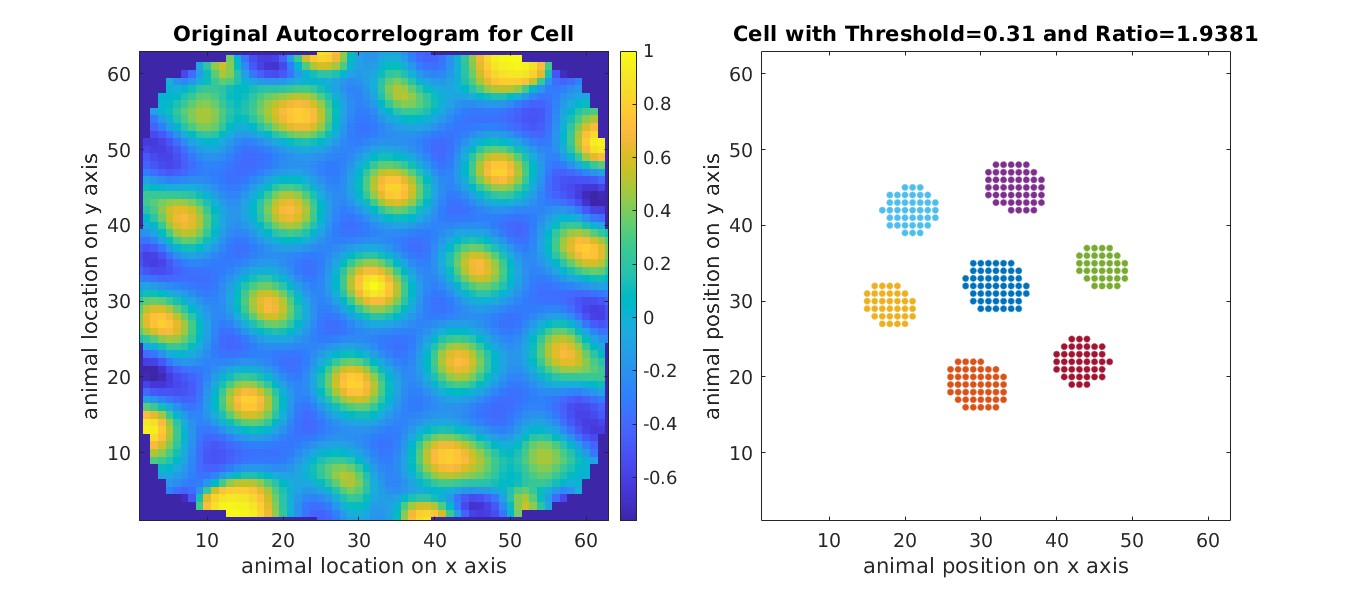 Original Autocorrelogram for Cell
animal location on y axis
60
50
40
30
20
10
10 20 30 40 50 60
animal location on x axis
1
0.8
0.6
0.4
0.2
0
-0.2
-0.4
-0.6
Cell with Threshold=0.31 and Ratio=1.9381
animal position on y axis
60
50
40
30
20
10
10 20 30 40 50 60
animal position on x axis